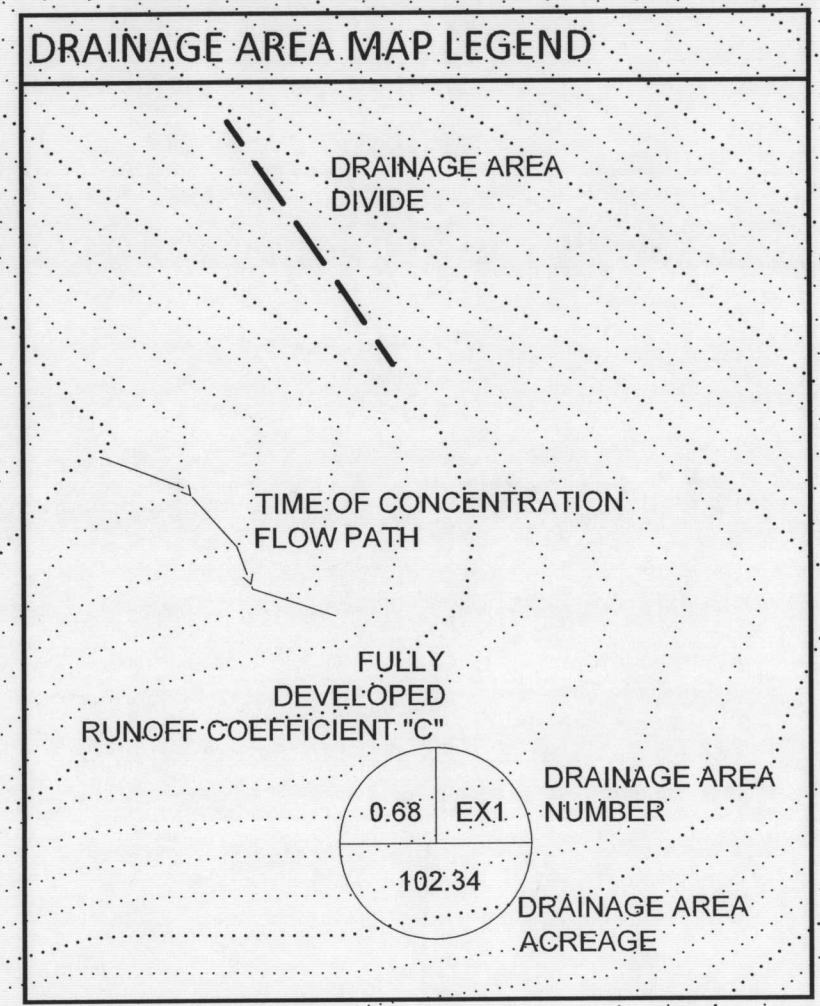 DRAINAGE AREA MAP LEGEND
DRAINAGE AREA
DIVIDE
TIME OF CONCENTRATION
FLOW PATH
FULLY
DEVELOPED
RUNOFF COEFFICIENT "C"
0.68
EX1
DRAINAGE AREA
NUMBER
102.34
DRAINAGE AREA
ACREAGE